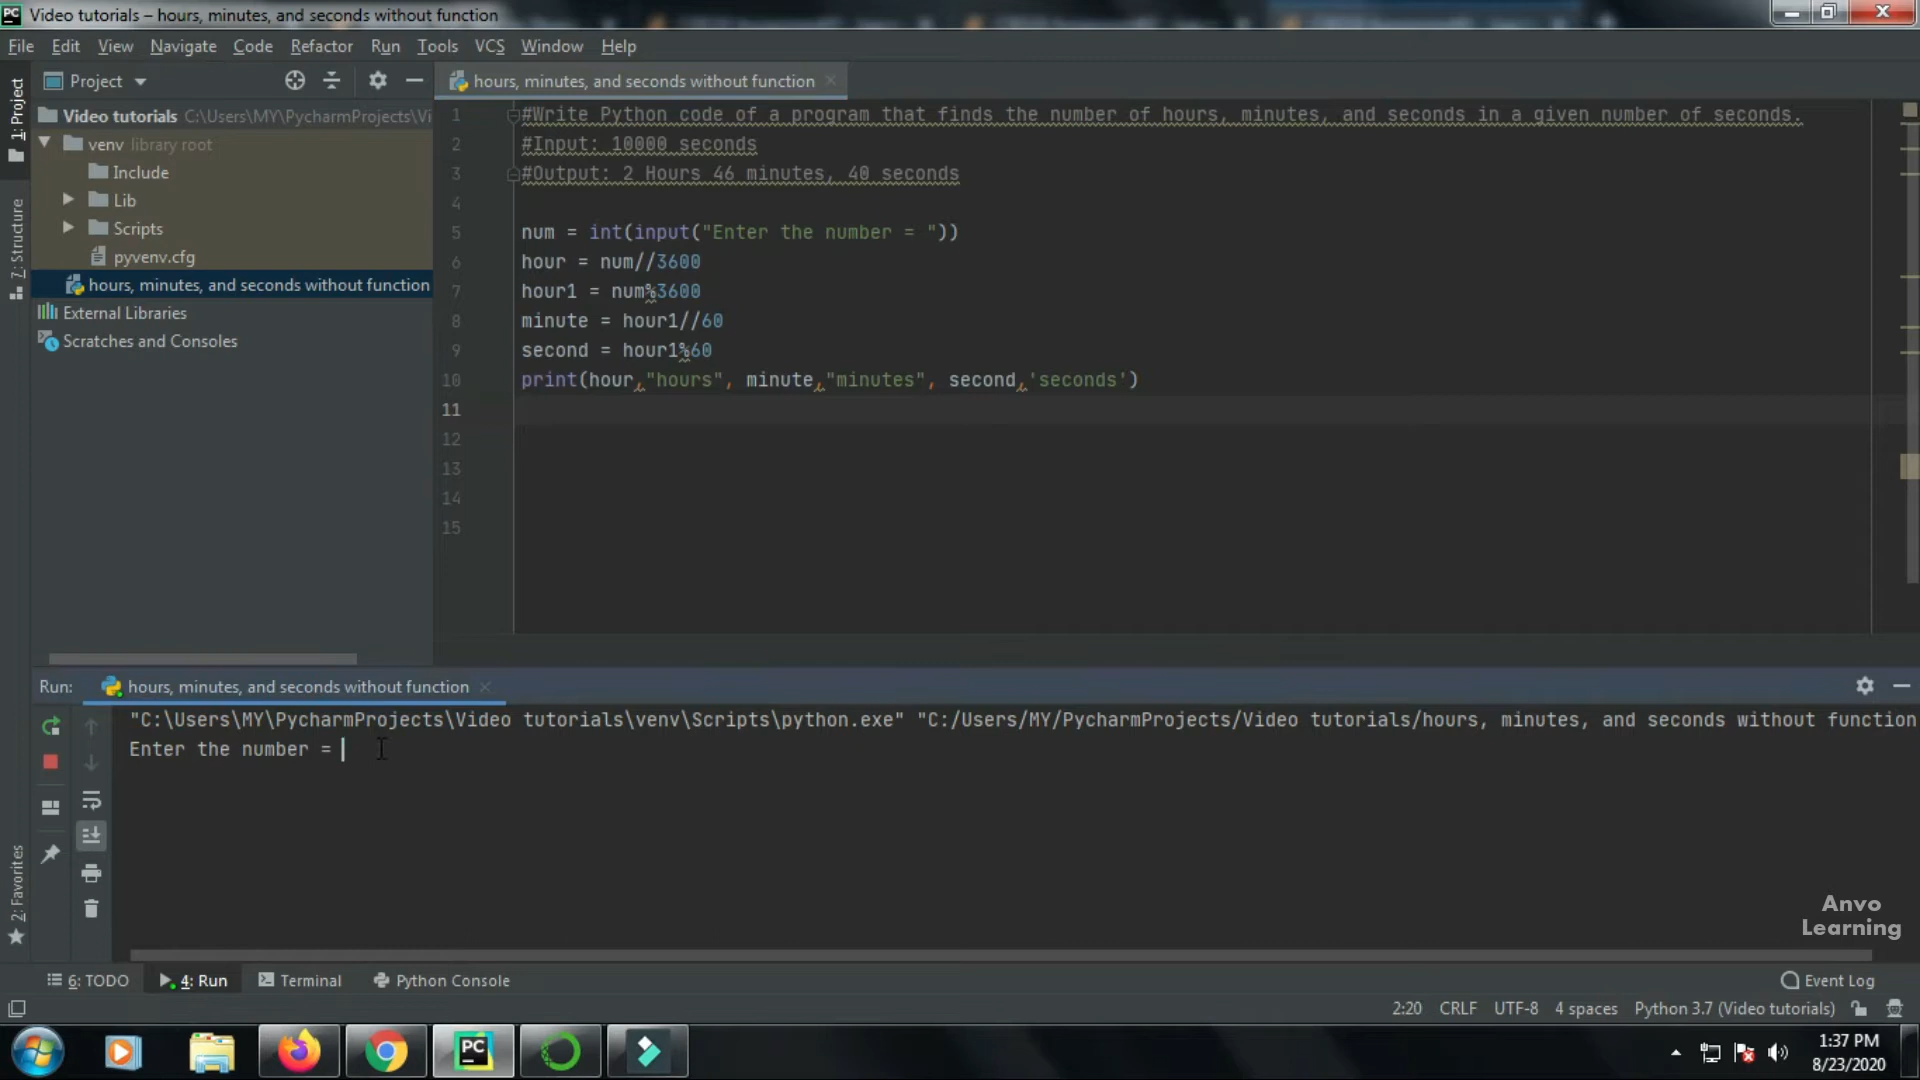 Video tutorials – hours, minutes, and seconds without function
File Edit View Navigate Code Refactor Run Tools VCS Window Help
Project
hours, minutes, and seconds without function
1: Project
Video tutorials C:\Users\MY\PycharmProjects\Vi
venv library root
Include
Lib
Scripts
pyvenv.cfg
hours, minutes, and seconds without function
External Libraries
Scratches and Consoles
7: Structure
1 #Write Python code of a program that finds the number of hours, minutes, and seconds in a given number of seconds.
2 #Input: 10000 seconds
3 #Output: 2 Hours 46 minutes, 40 seconds
4
5 num = int(input("Enter the number = "))
6 hour = num//3600
7 hour1 = num%3600
8 minute = hour1//60
9 second = hour1%60
10 print(hour,"hours", minute,"minutes", second,'seconds')
11
12
13
14
15
Run: hours, minutes, and seconds without function
"C:\Users\MY\PycharmProjects\Video tutorials\venv\Scripts\python.exe" "C:/Users/MY/PycharmProjects/Video tutorials/hours, minutes, and seconds without function
Enter the number =
2: Favorites
Anvo
Learning
6: TODO 4: Run Terminal Python Console Event Log
2:20 CRLF UTF-8 4 spaces Python 3.7 (Video tutorials)
PC
1:37 PM
8/23/2020